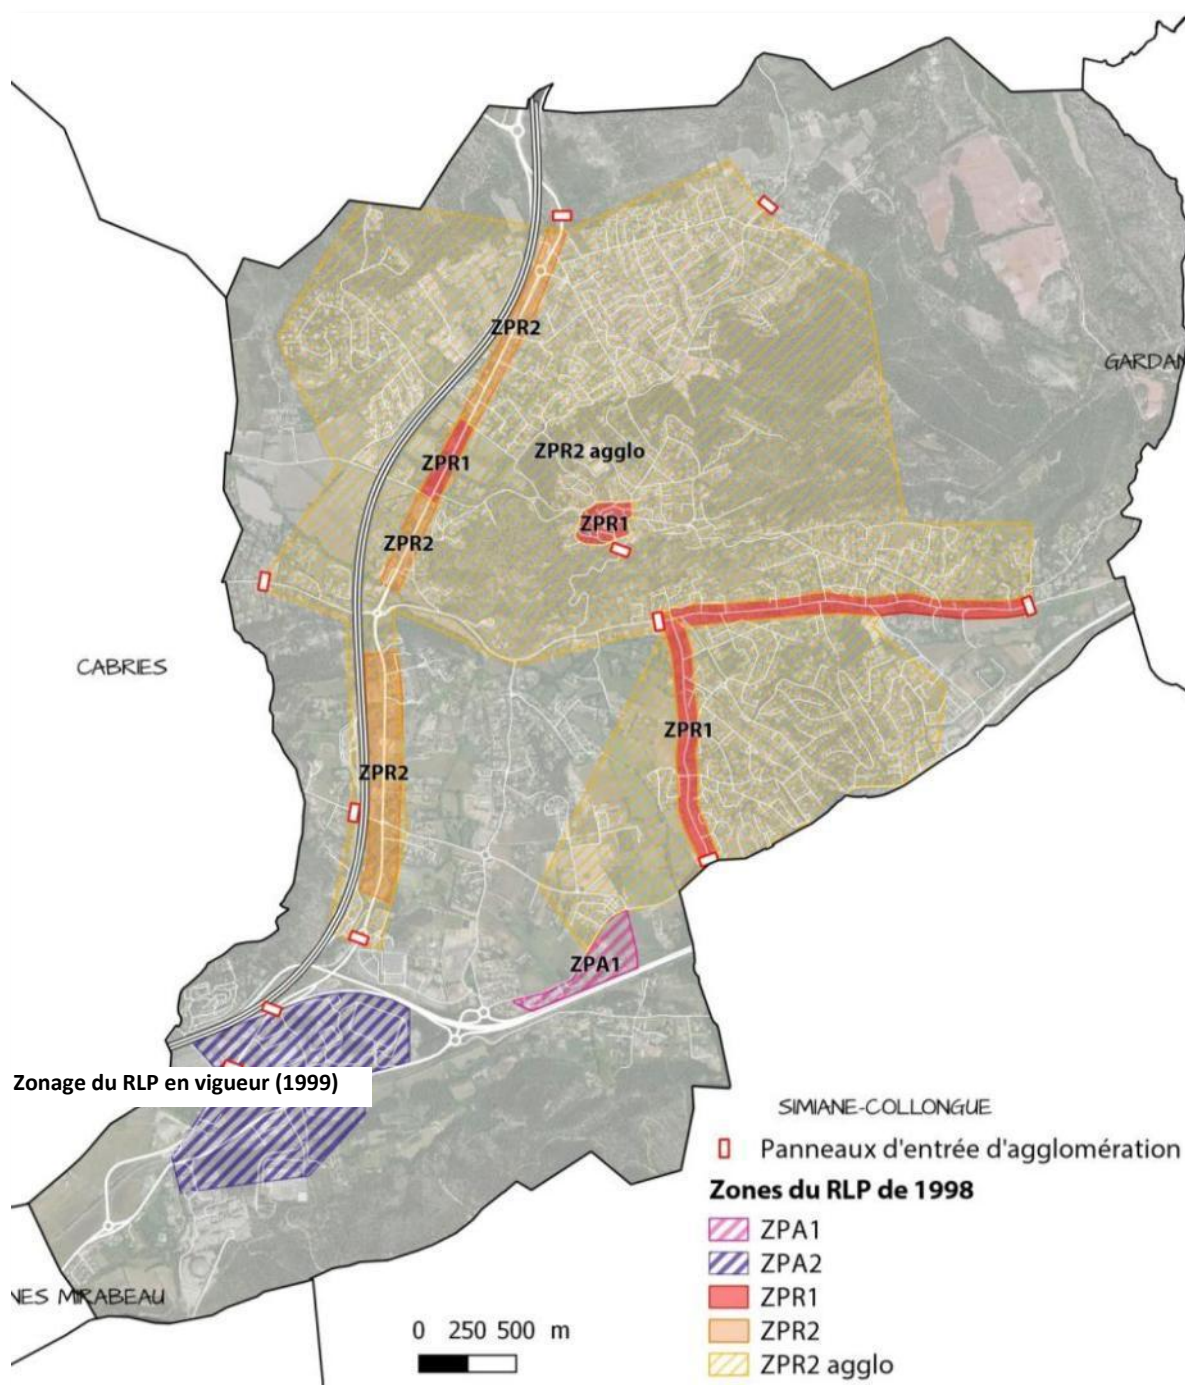 ZPR2
GARDAN
ZPR2 agglo
ZPR1
ZPR1
ZPR2
CABRIES
ZPR1
ZPR2
ZPA1
Zonage du RLP en vigueur (1999)
SIMIANE-COLLONGUE
Panneaux d'entrée d'agglomération
Zones du RLP de 1998
ZPA1
ZPA2
ZPR1
ZPR2
ZPR2 agglo
NES MIRABEAU
0 250 500 m